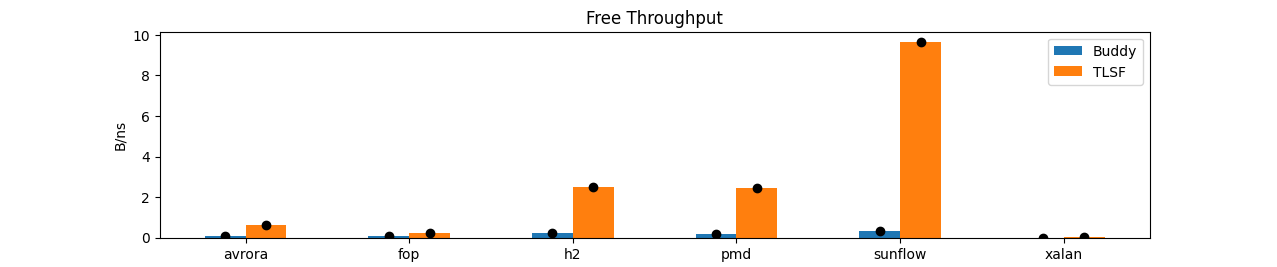 Free Throughput
B/ns
10
8
6
4
2
0
Buddy
TLSF
avrora
fop
h2
pmd
sunflow
xalan